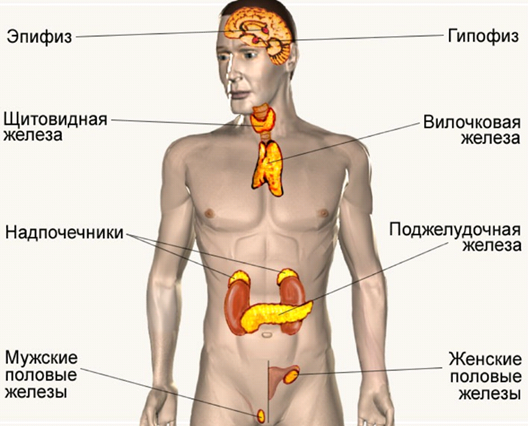 Эпифиз
Гипофиз
Щитовидная
железа
Вилочковая
железа
Надпочечники
Поджелудочная
железа
Мужские
половые
железы
Женские
половые
железы